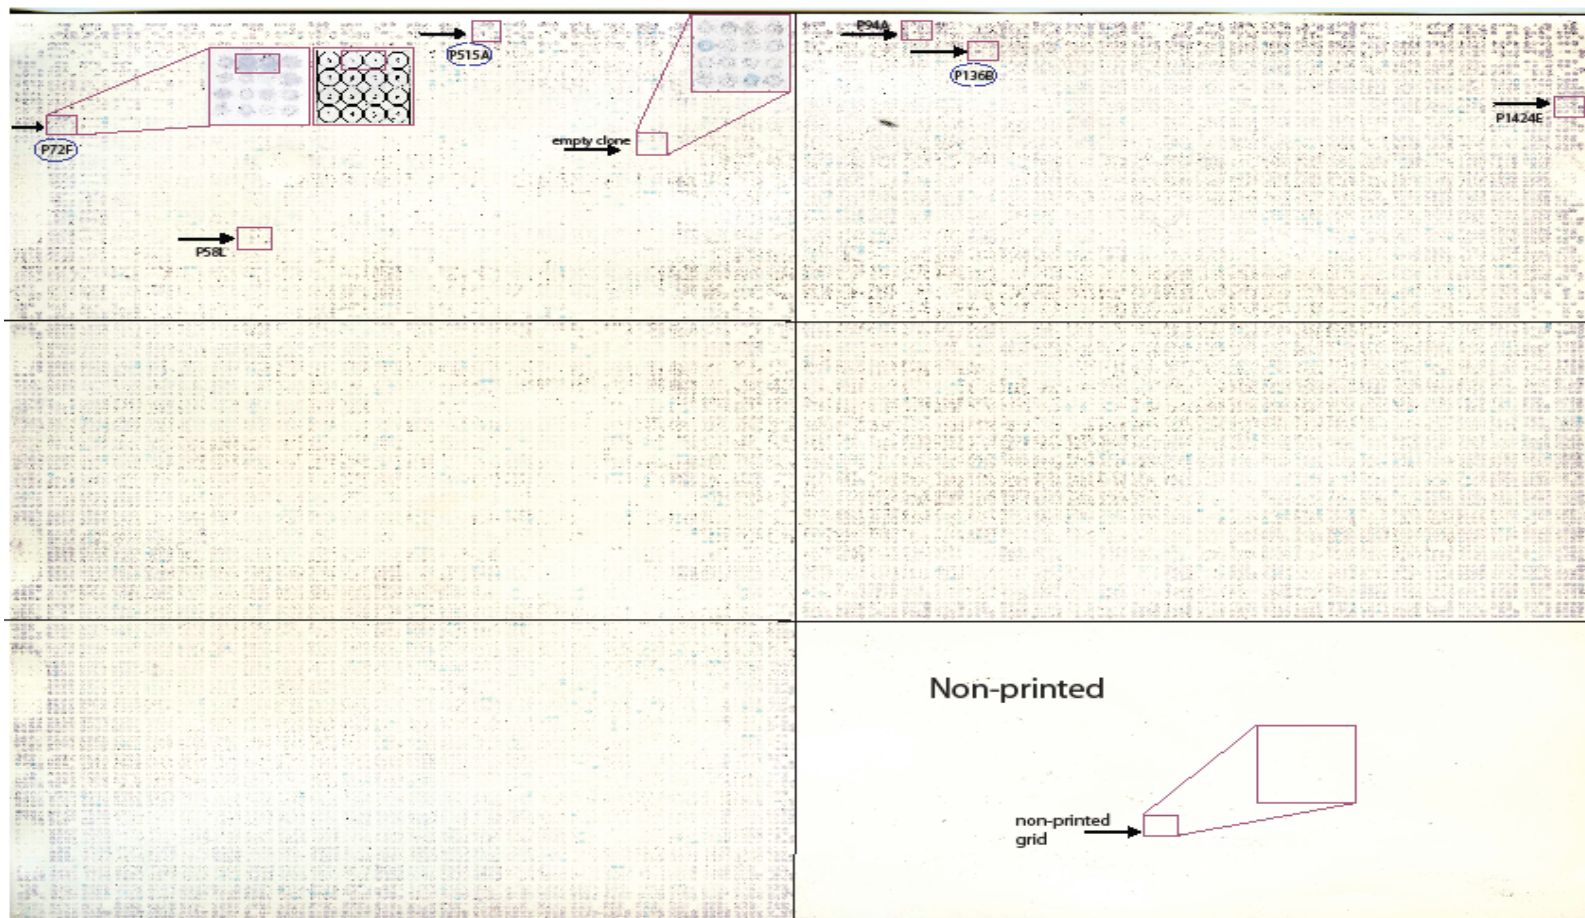 P515A
P94A
P136B
P1424E
P72F
empty clone
P58L
Non-printed
non-printed
grid